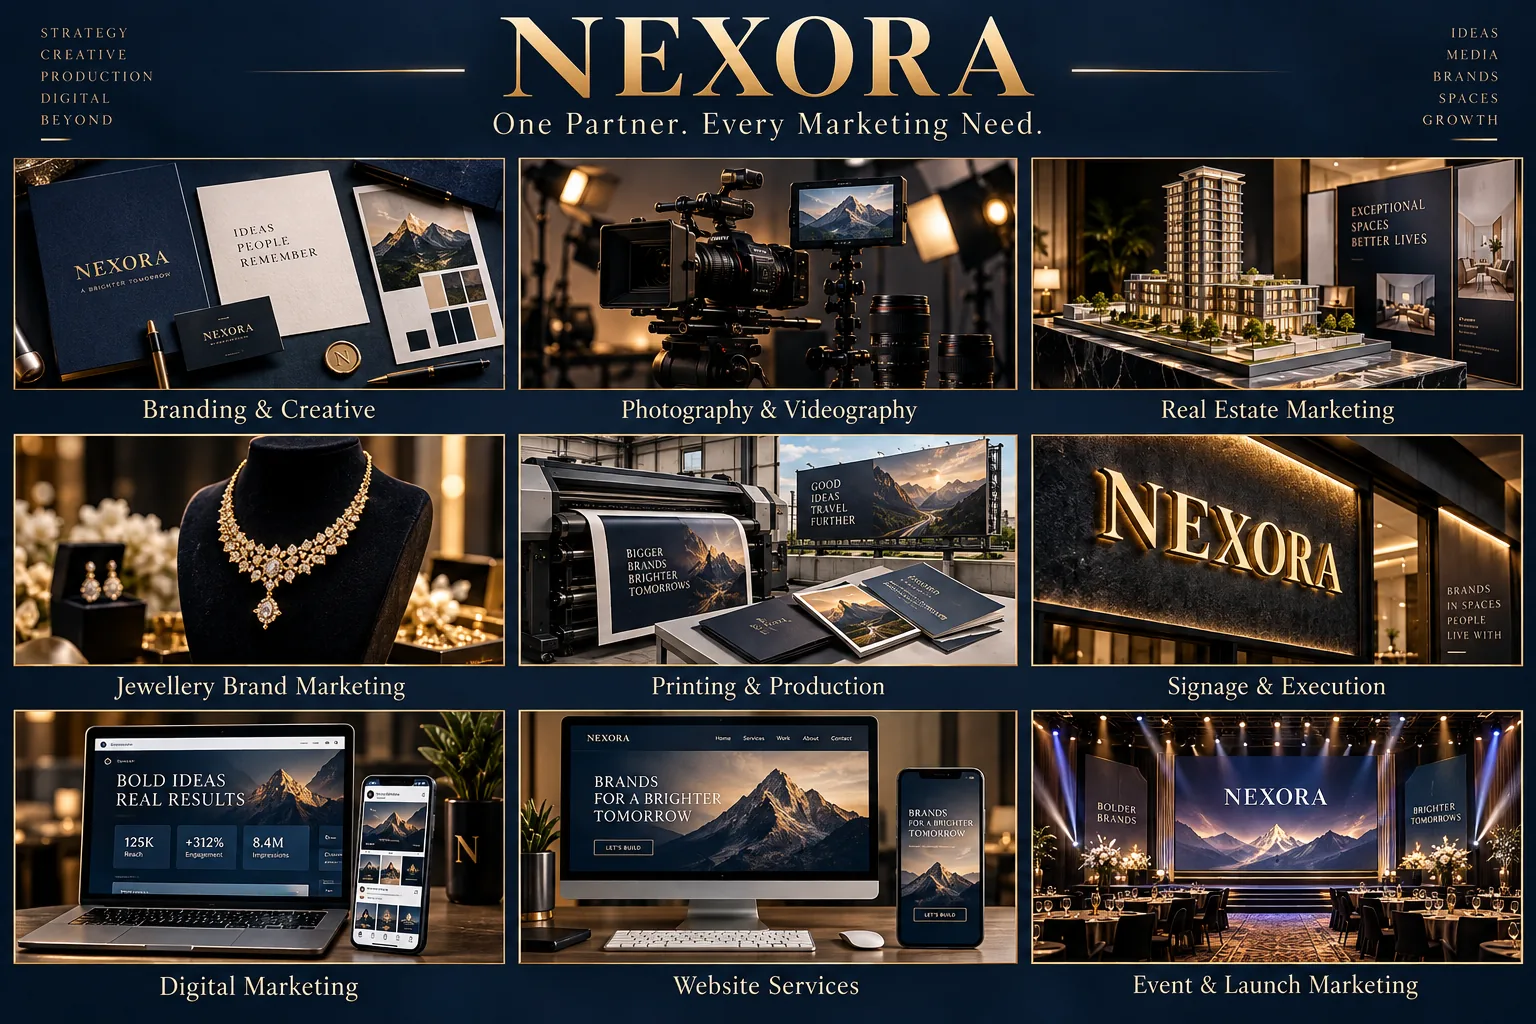 STRATEGY
CREATIVE
PRODUCTION
DIGITAL
BEYOND
NEXORA
One Partner. Every Marketing Need.
IDEAS
MEDIA
BRANDS
SPACES
GROWTH
NEXORA
A BRIGHTER TOMORROW
IDEAS
PEOPLE
REMEMBER
NEXORA
N
Branding & Creative
Photography & Videography
EXCEPTIONAL
SPACES
BETTER LIVES
Real Estate Marketing
Jewellery Brand Marketing
BIGGER
BRANDS
BRIGHTER
TOMORROWS
GOOD
IDEAS
TRAVEL
FURTHER
Printing & Production
NEXORA
BRANDS
IN SPACES
PEOPLE
LIVE WITH
Signage & Execution
BOLD IDEAS
REAL RESULTS
125K
Reach
+312%
Engagement
8.4M
Impressions
N
Digital Marketing
NEXORA
Home Services Work About Contact
BRANDS
FOR A BRIGHTER
TOMORROW
LET'S BUILD
BRANDS
FOR A BRIGHTER
TOMORROW
LET'S BUILD
Website Services
BOLDER
BRANDS
NEXORA
BRIGHTER
TOMORROWS
Event & Launch Marketing